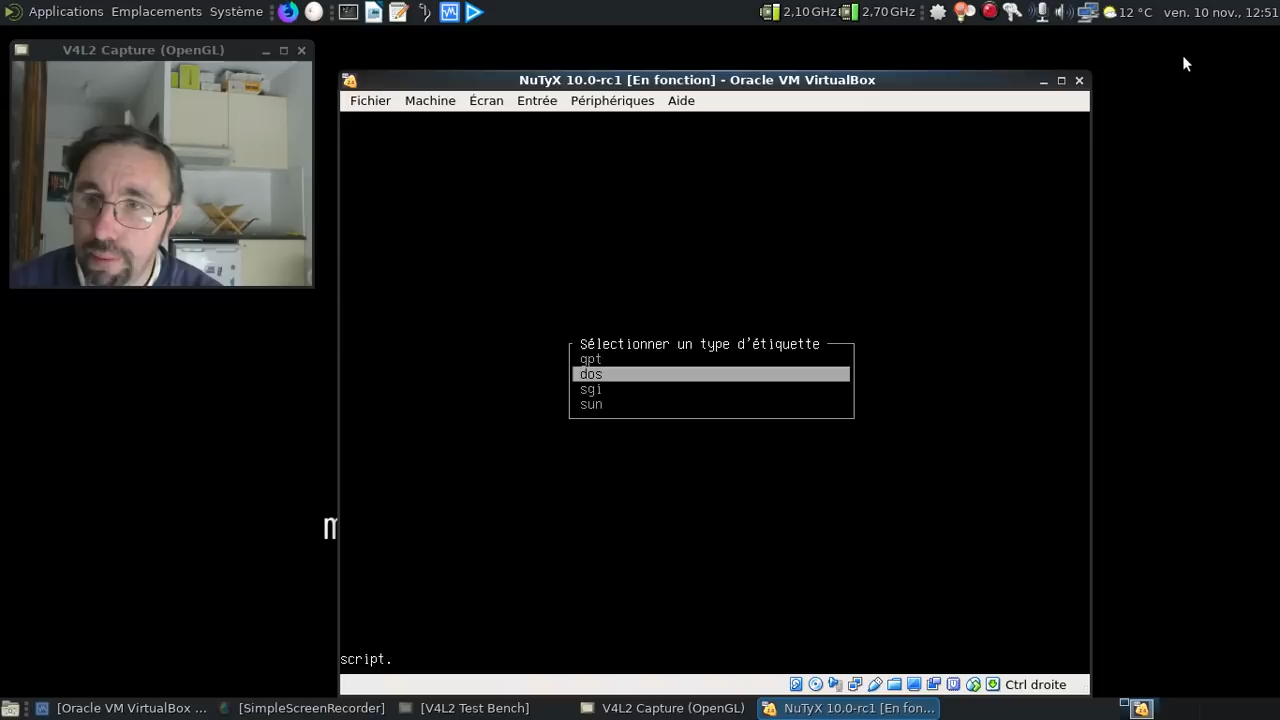 Applications Emplacements Système
2,10 GHz 2,70 GHz 12 °C ven. 10 nov., 12:51
V4L2 Capture (OpenGL)
NuTyX 10.0-rc1 [En fonction] - Oracle VM VirtualBox
Fichier Machine Écran Entrée Périphériques Aide
Sélectionner un type d'étiquette
gpt
dos
sgi
sun
m
script.
Ctrl droite
[Oracle VM VirtualBox ... [SimpleScreenRecorder] [V4L2 Test Bench] V4L2 Capture (OpenGL) NuTyX 10.0-rc1 [En fon...